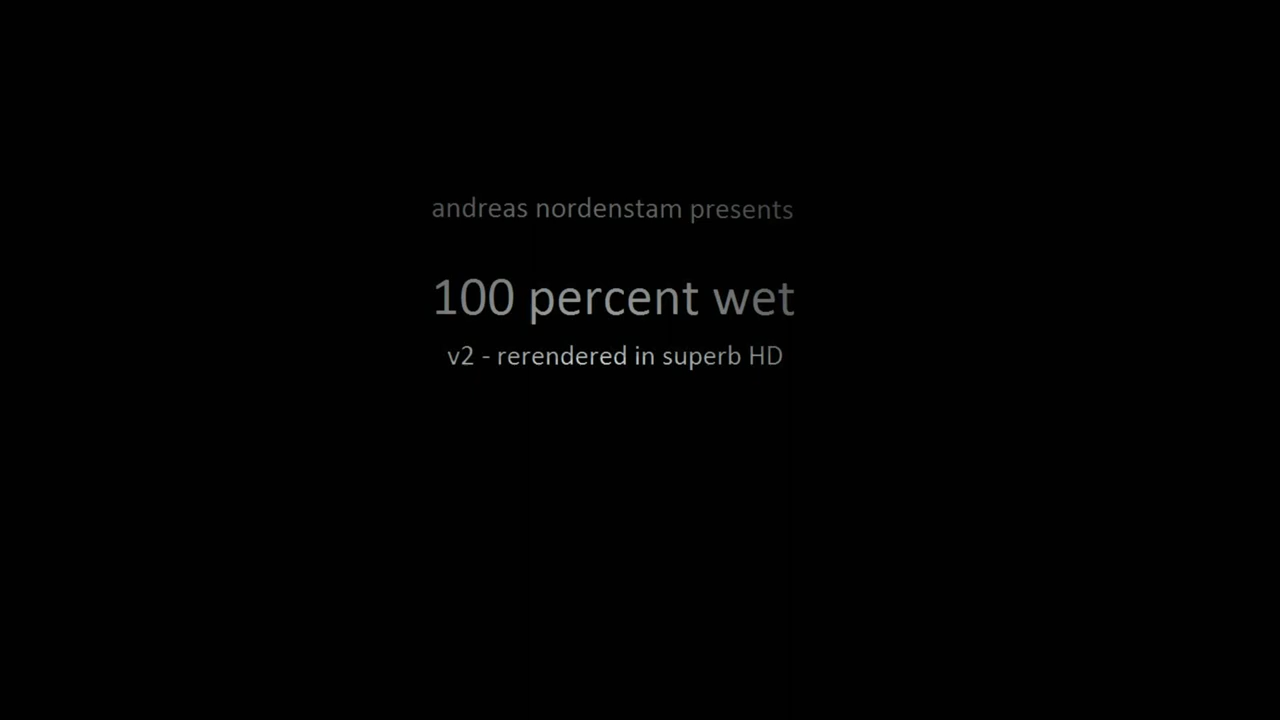 andreas nordenstam presents
100 percent wet
v2 - rerendered in superb HD